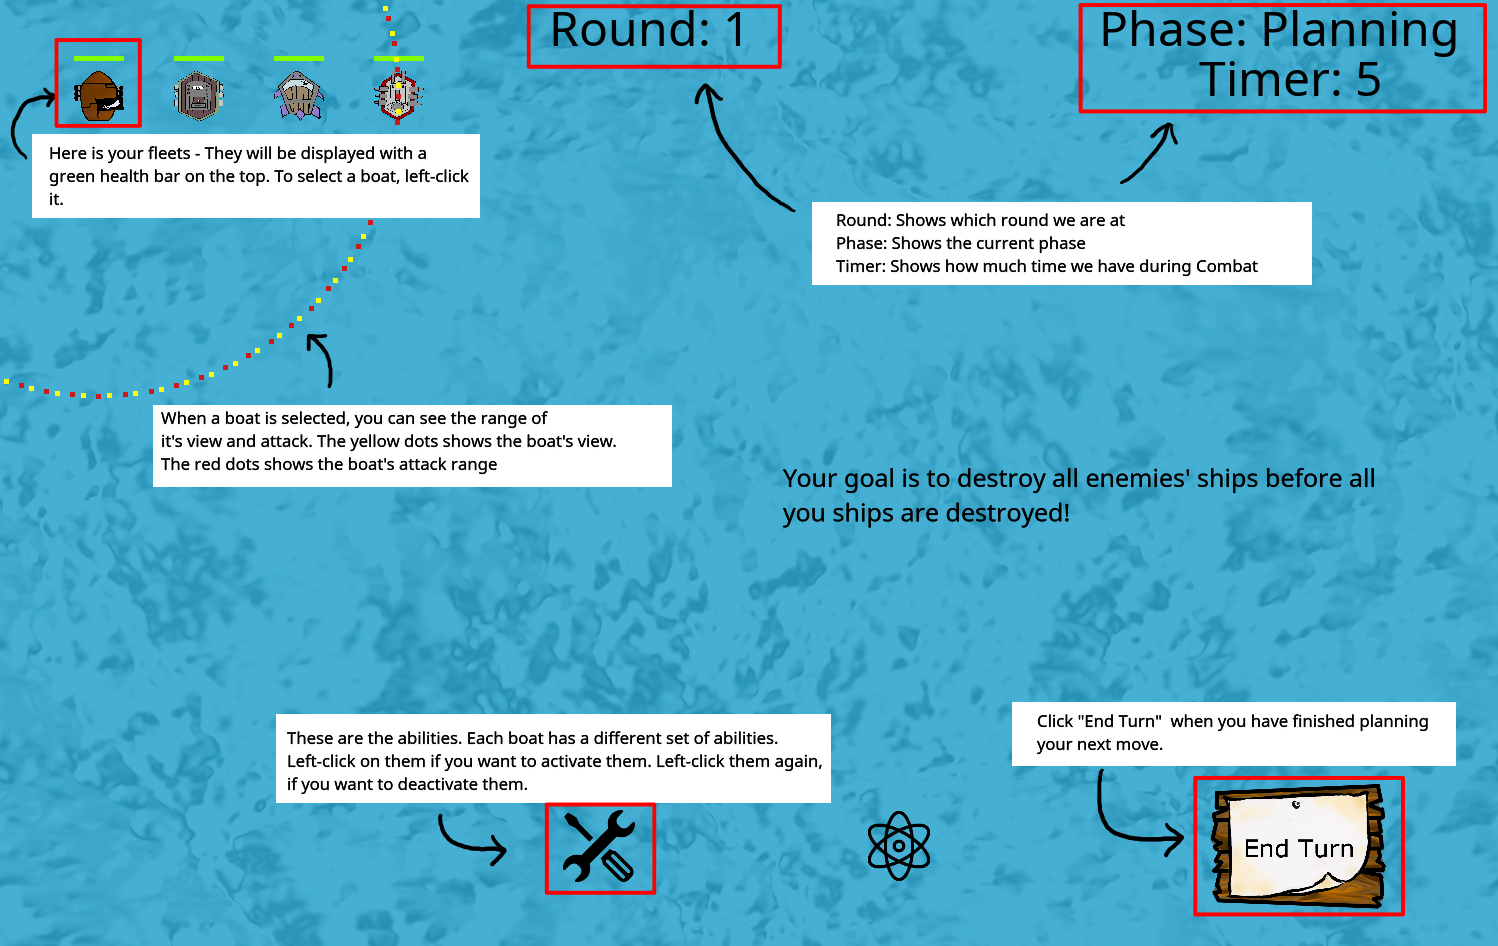 Round: 1
Phase: Planning
Timer: 5
Here is your fleets - They will be displayed with a
green health bar on the top. To select a boat, left-click
it.
Round: Shows which round we are at
Phase: Shows the current phase
Timer: Shows how much time we have during Combat
When a boat is selected, you can see the range of
it's view and attack. The yellow dots shows the boat's view.
The red dots shows the boat's attack range
Your goal is to destroy all enemies' ships before all
you ships are destroyed!
These are the abilities. Each boat has a different set of abilities.
Left-click on them if you want to activate them. Left-click them again,
if you want to deactivate them.
Click "End Turn"  when you have finished planning
your next move.
End Turn